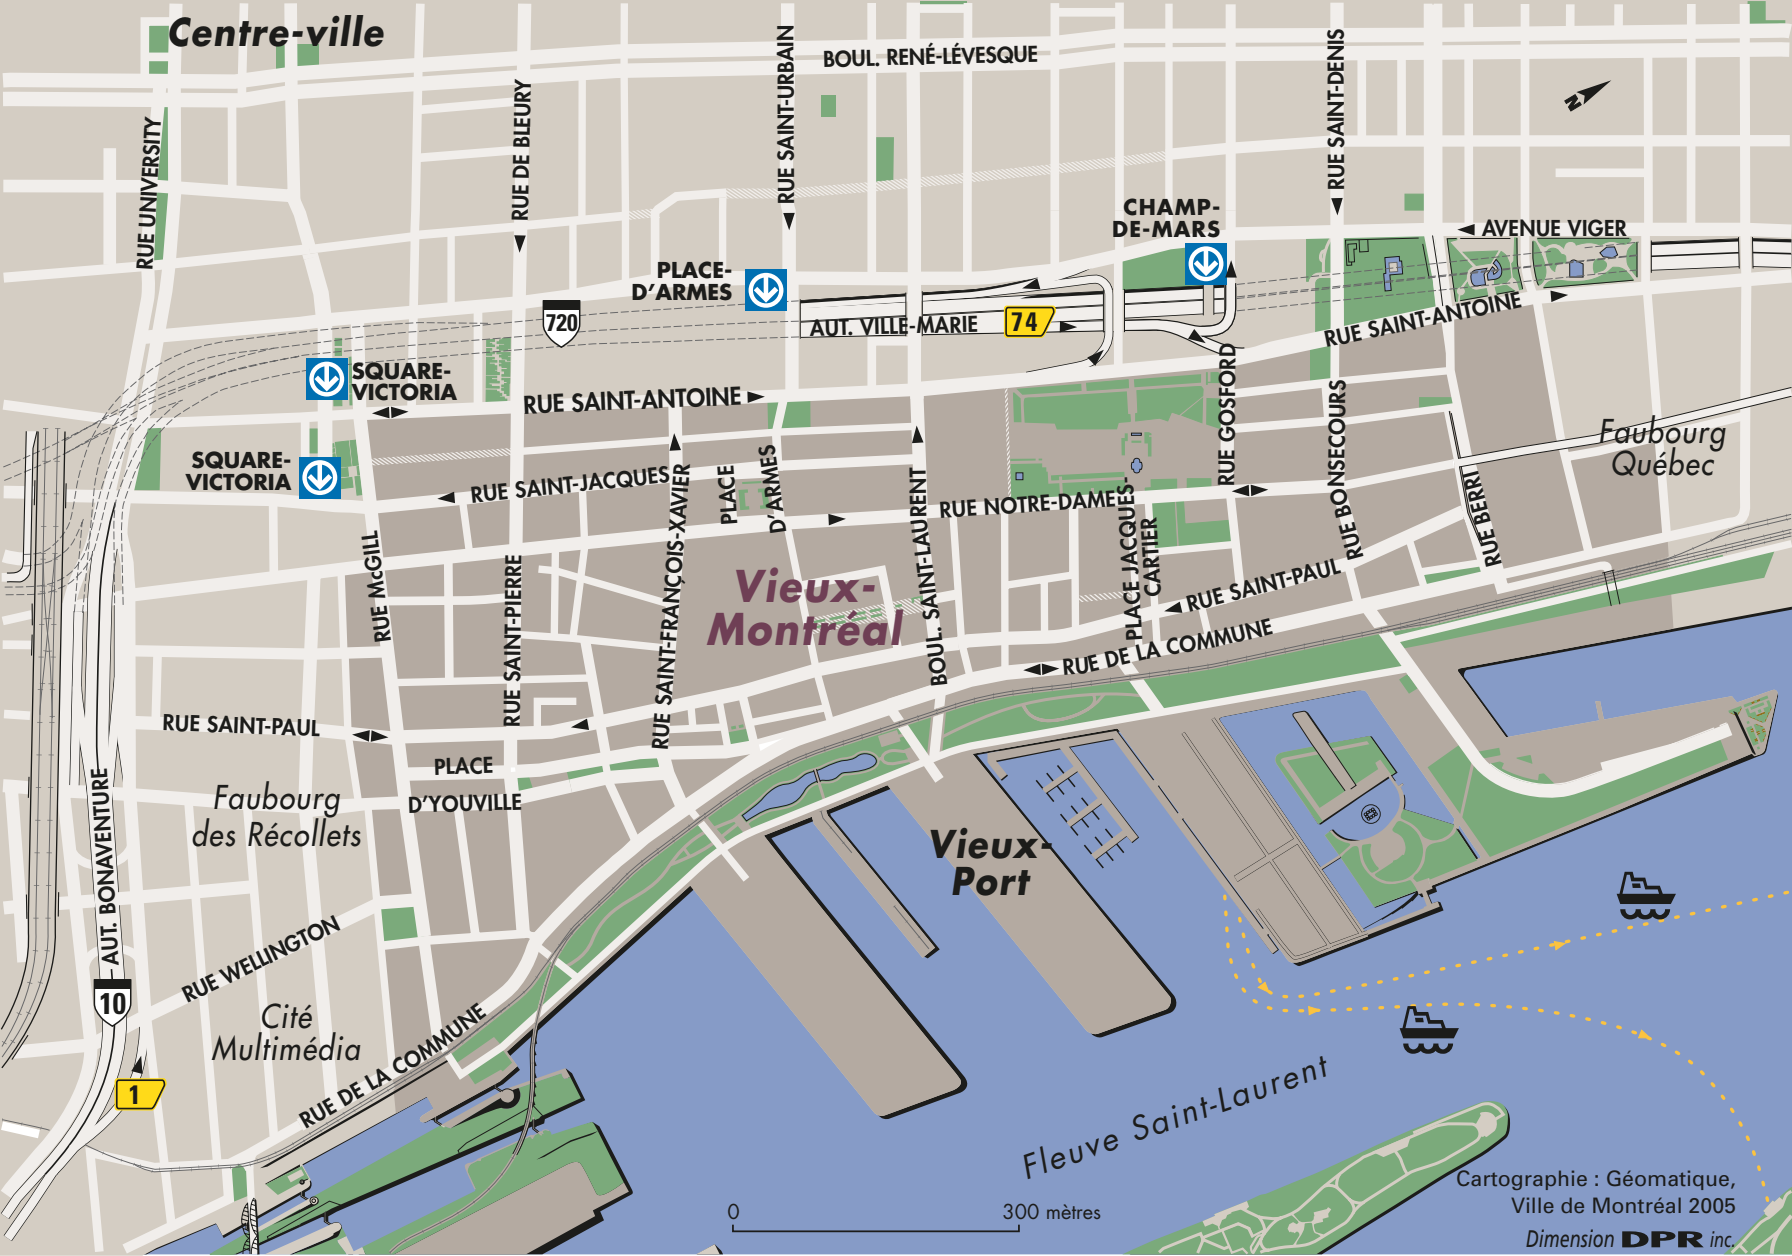 Centre-ville
BOUL. RENÉ-LÉVESQUE
RUE UNIVERSITY
RUE DE BLEURY
RUE SAINT-URBAIN
RUE SAINT-DENIS
N
CHAMP-
DE-MARS
AVENUE VIGER
PLACE-
D'ARMES
720
AUT. VILLE-MARIE
74
RUE SAINT-ANTOINE
SQUARE-
VICTORIA
RUE SAINT-ANTOINE
RUE GOSFORD
RUE BONSECOURS
Faubourg
Québec
SQUARE-
VICTORIA
RUE SAINT-JACQUES
PLACE
D'ARMES
RUE NOTRE-DAME
PLACE JACQUES-
CARTIER
RUE BERRI
RUE McGILL
RUE SAINT-PIERRE
RUE SAINT-FRANÇOIS-XAVIER
BOUL. SAINT-LAURENT
Vieux-
Montréal
RUE SAINT-PAUL
RUE DE LA COMMUNE
RUE SAINT-PAUL
PLACE
D'YOUVILLE
Faubourg
des Récollets
AUT. BONAVENTURE
Vieux-
Port
RUE WELLINGTON
10
Cité
Multimédia
RUE DE LA COMMUNE
1
Fleuve Saint-Laurent
0
300 mètres
Cartographie : Géomatique,
Ville de Montréal 2005
Dimension DPR inc.